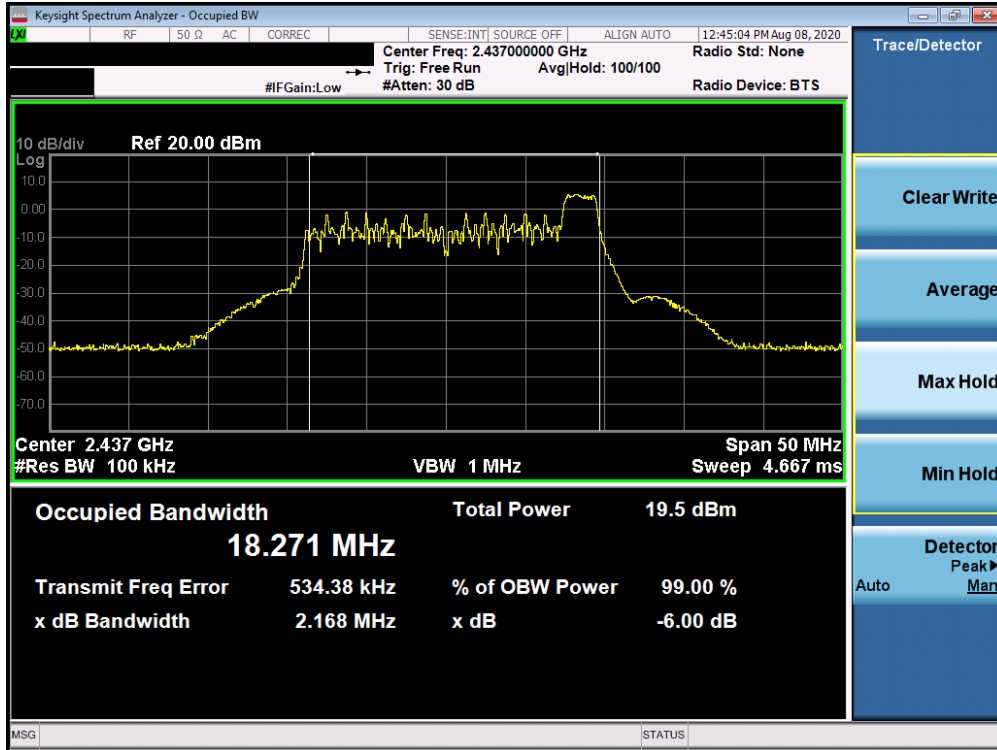 Keysight Spectrum Analyzer - Occupied BW
LXI RF 50 Ω AC CORREC SENSE:INT SOURCE OFF ALIGN AUTO 12:45:04 PM Aug 08, 2020
Center Freq: 2.437000000 GHz Radio Std: None
Trig: Free Run Avg|Hold: 100/100
#IFGain:Low #Atten: 30 dB Radio Device: BTS
Trace/Detector
10 dB/div Ref 20.00 dBm
Log
10.0
0.00
-10.0
-20.0
-30.0
-40.0
-50.0
-60.0
-70.0
Center 2.437 GHz Span 50 MHz
#Res BW 100 kHz VBW 1 MHz Sweep 4.667 ms
Occupied Bandwidth Total Power 19.5 dBm
18.271 MHz
Transmit Freq Error 534.38 kHz % of OBW Power 99.00 %
x dB Bandwidth 2.168 MHz x dB -6.00 dB
Clear Write
Average
Max Hold
Min Hold
Detector
Peak▶
Auto Man
MSG STATUS